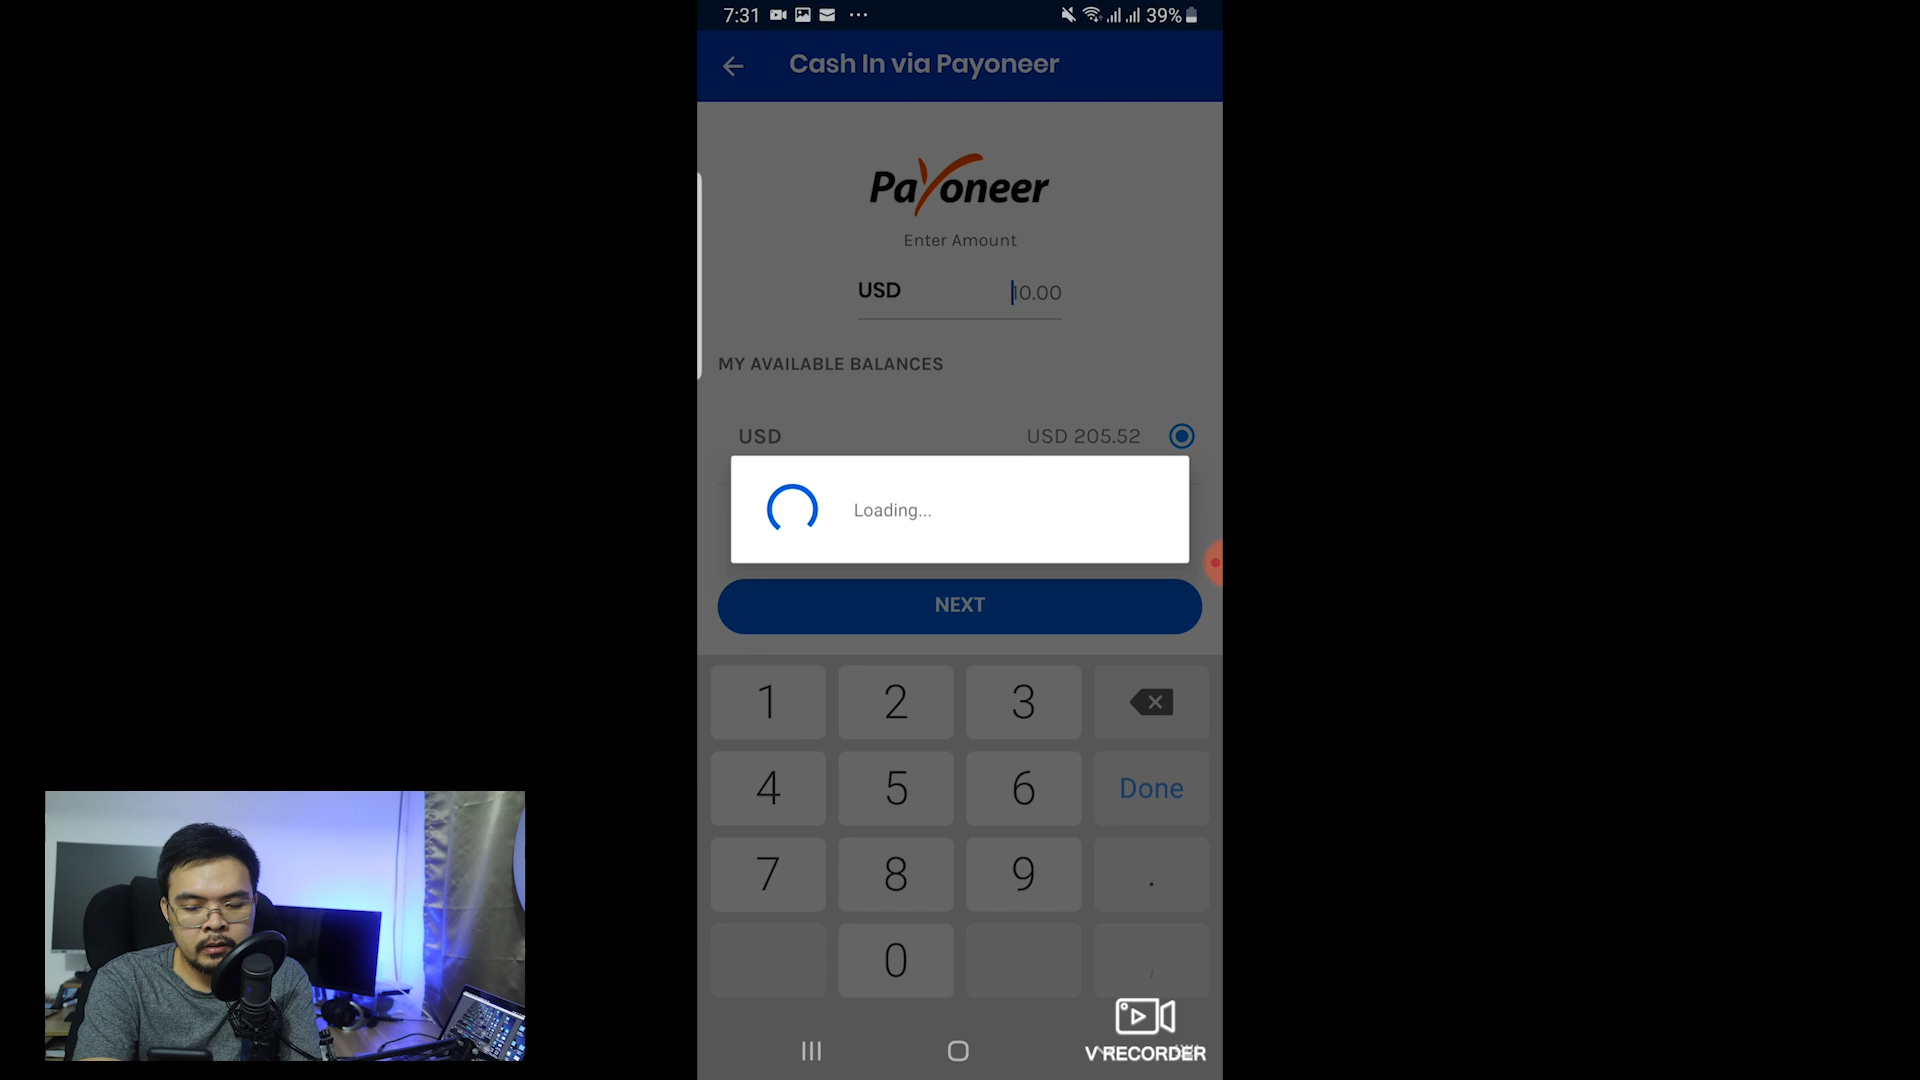 7:31 39%
Cash In via Payoneer
Payoneer
Enter Amount
USD 10.00
MY AVAILABLE BALANCES
USD USD 205.52
Loading...
NEXT
1 2 3
4 5 6 Done
7 8 9 .
0 ,
V RECORDER